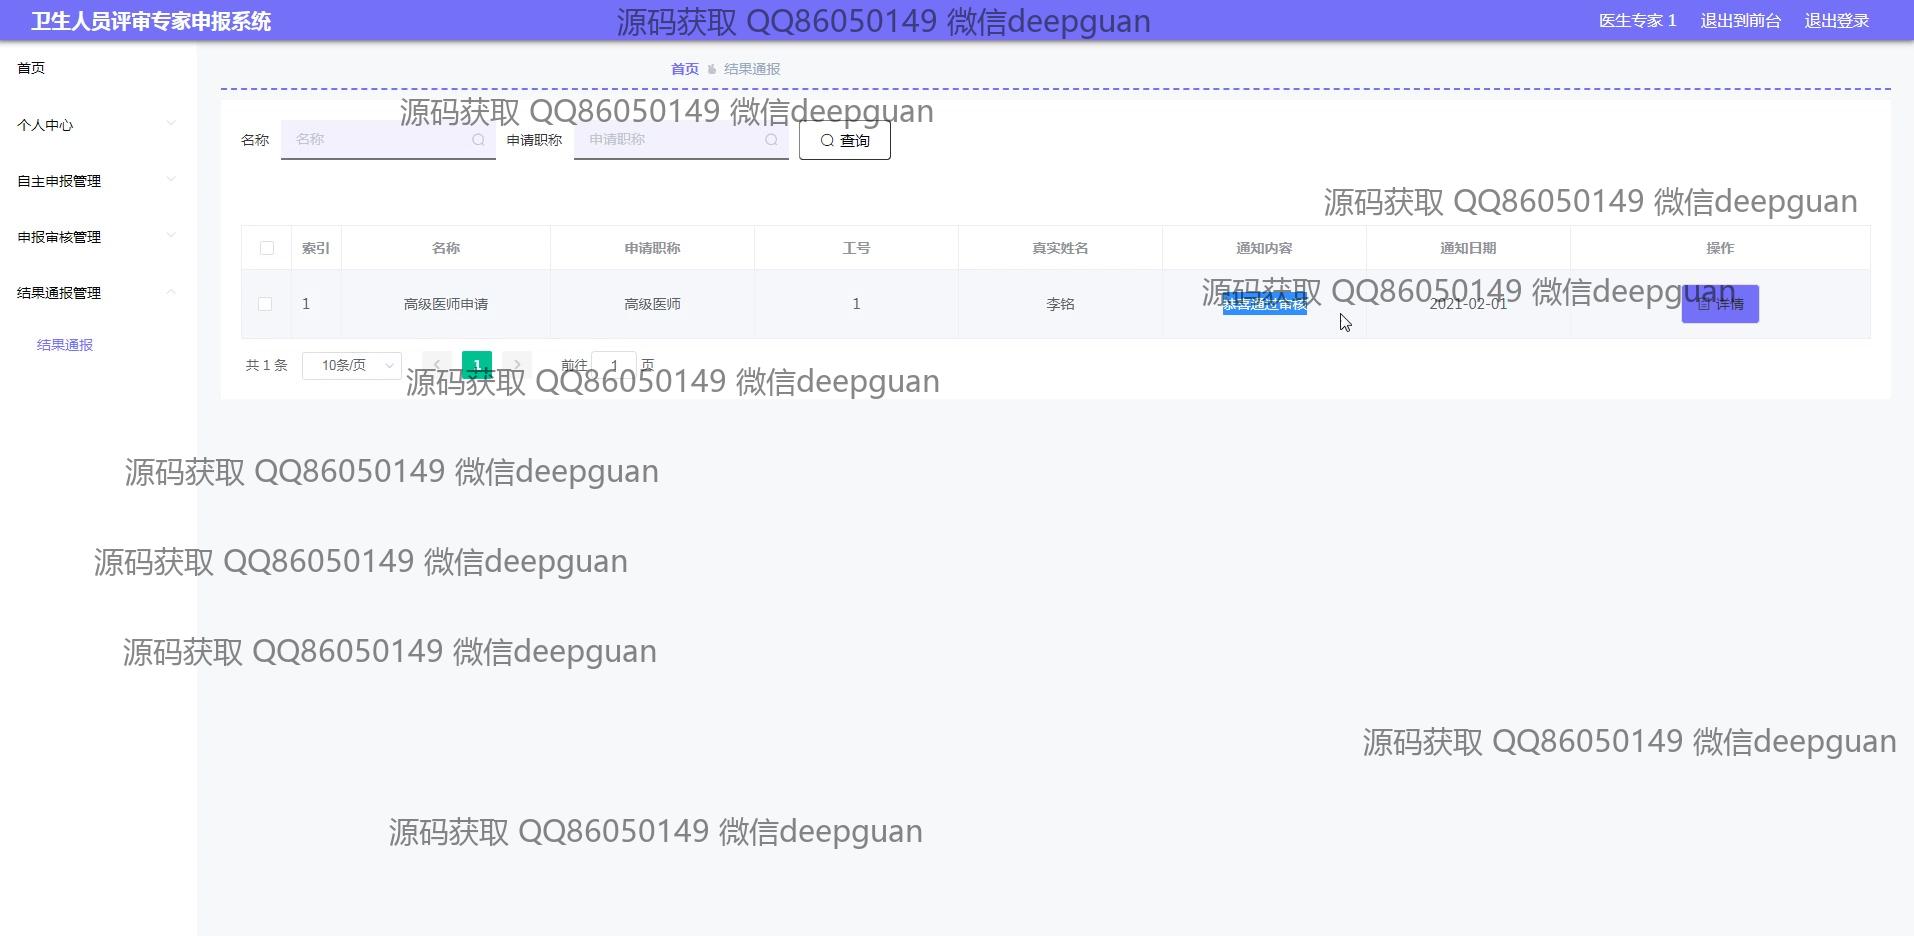 卫生人员评审专家申报系统
源码获取 QQ86050149 微信deepguan
医生专家 1 退出到前台 退出登录
首页
首页 结果通报
源码获取 QQ86050149 微信deepguan
个人中心
名称 名称 申请职称 申请职称 查询
自主申报管理
源码获取 QQ86050149 微信deepguan
申报审核管理
索引 名称 申请职称 工号 真实姓名 通知内容 通知日期 操作
结果通报管理
源码获取 QQ86050149 微信deepguan
1 高级医师申请 高级医师 1 李铭 恭喜通过审核 2021-02-01 详情
结果通报
共 1 条 10条/页 1 前往 1 页
源码获取 QQ86050149 微信deepguan
源码获取 QQ86050149 微信deepguan
源码获取 QQ86050149 微信deepguan
源码获取 QQ86050149 微信deepguan
源码获取 QQ86050149 微信deepguan
源码获取 QQ86050149 微信deepguan